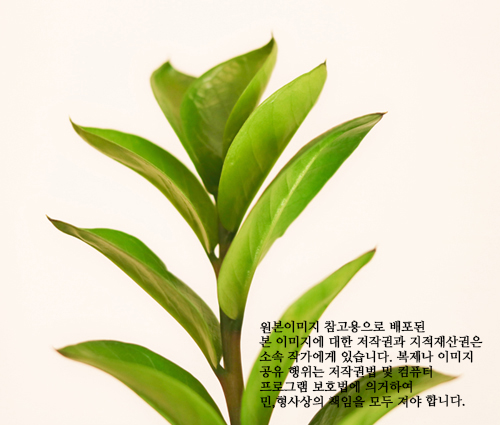 원본이미지 참고용으로 배포된
본 이미지에 대한 저작권과 지적재산권은
소속 작가에게 있습니다. 복제나 이미지
공유 행위는 저작권법 및 컴퓨터
프로그램 보호법에 의거하여
민,형사상의 책임을 모두 져야 합니다.